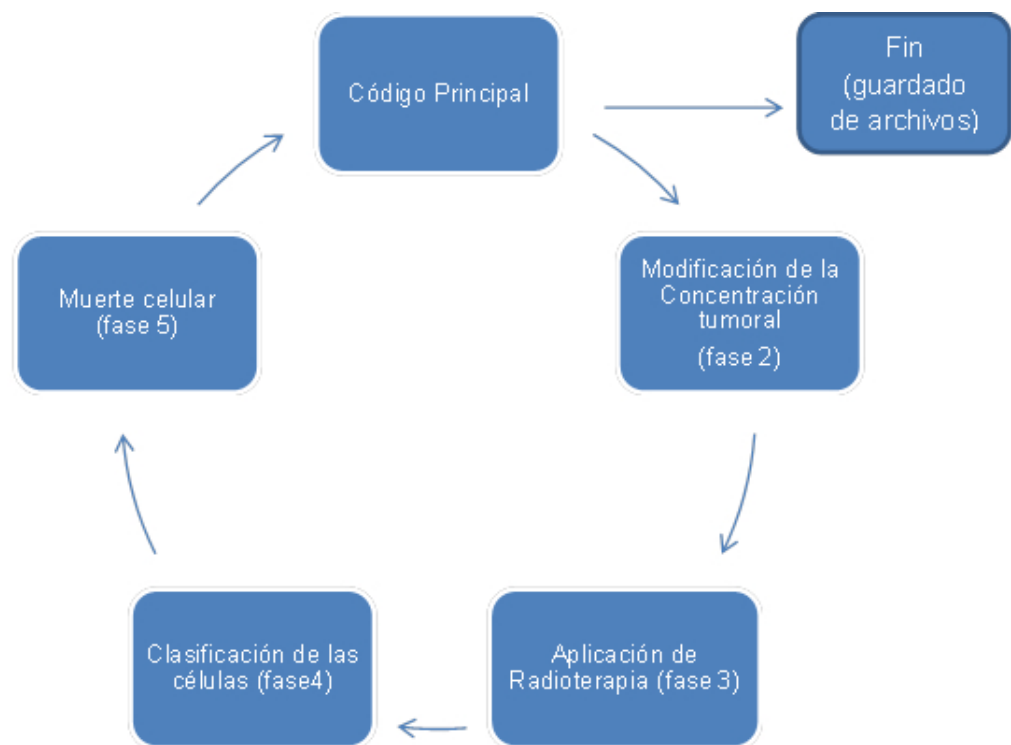 Código Principal
Fin
(guardado
de archivos)
Modificación de la
Concentración
tumoral
(fase 2)
Aplicación de
Radioterapia (fase 3)
Clasificación de las
células (fase4)
Muerte celular
(fase 5)